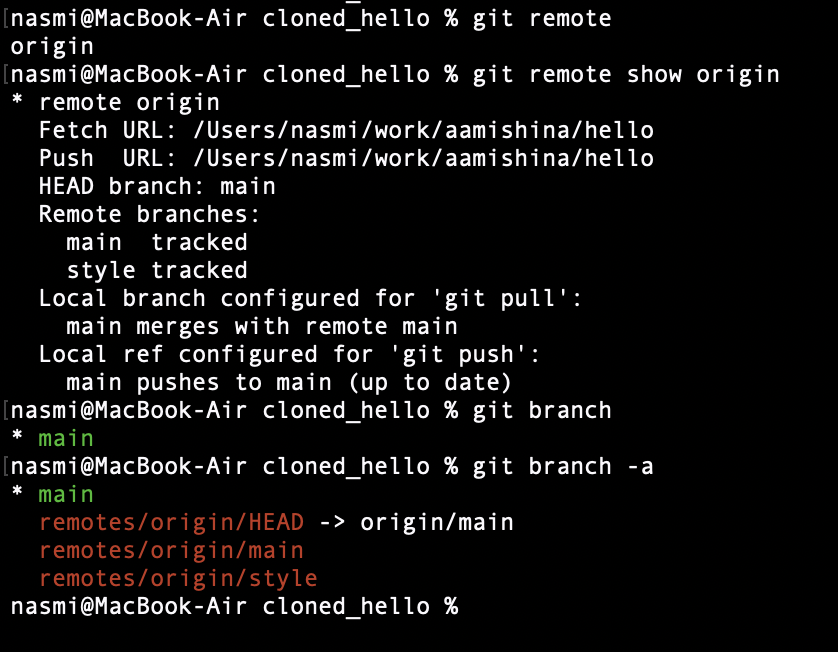 [nasmi@MacBook-Air cloned_hello % git remote
origin
[nasmi@MacBook-Air cloned_hello % git remote show origin
* remote origin
  Fetch URL: /Users/nasmi/work/aamishina/hello
  Push  URL: /Users/nasmi/work/aamishina/hello
  HEAD branch: main
  Remote branches:
    main  tracked
    style tracked
  Local branch configured for 'git pull':
    main merges with remote main
  Local ref configured for 'git push':
    main pushes to main (up to date)
[nasmi@MacBook-Air cloned_hello % git branch
* main
[nasmi@MacBook-Air cloned_hello % git branch -a
* main
  remotes/origin/HEAD -> origin/main
  remotes/origin/main
  remotes/origin/style
nasmi@MacBook-Air cloned_hello %